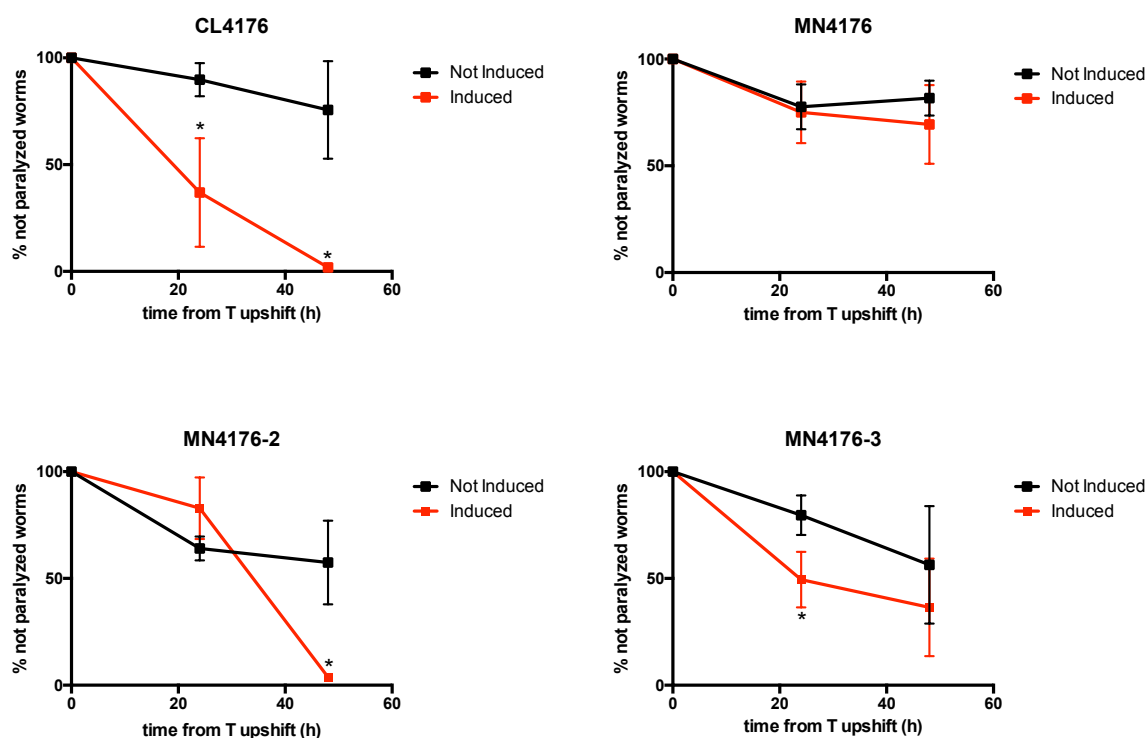 CL4176
% not paralyzed worms
100
50
0
0 20 40 60
time from T upshift (h)
*
*
Not Induced
Induced
MN4176
% not paralyzed worms
100
50
0
0 20 40 60
time from T upshift (h)
Not Induced
Induced
MN4176-2
% not paralyzed worms
100
50
0
0 20 40 60
time from T upshift (h)
*
Not Induced
Induced
MN4176-3
% not paralyzed worms
100
50
0
0 20 40 60
time from T upshift (h)
*
Not Induced
Induced